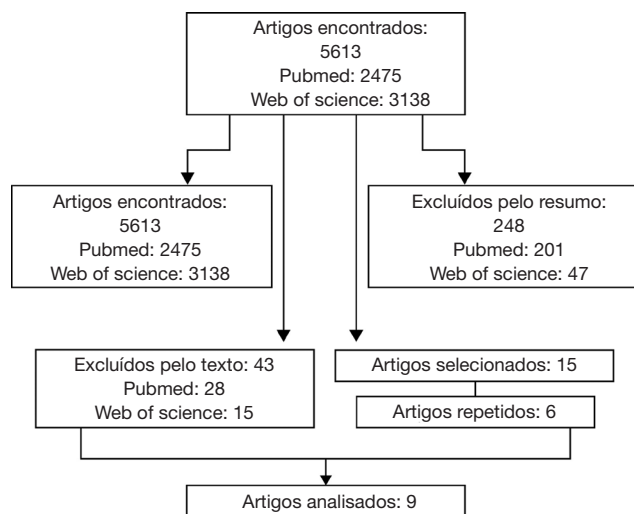 Artigos encontrados:
5613
Pubmed: 2475
Web of science: 3138
Artigos encontrados:
5613
Pubmed: 2475
Web of science: 3138
Excluídos pelo resumo:
248
Pubmed: 201
Web of science: 47
Excluídos pelo texto: 43
Pubmed: 28
Web of science: 15
Artigos selecionados: 15
Artigos repetidos: 6
Artigos analisados: 9